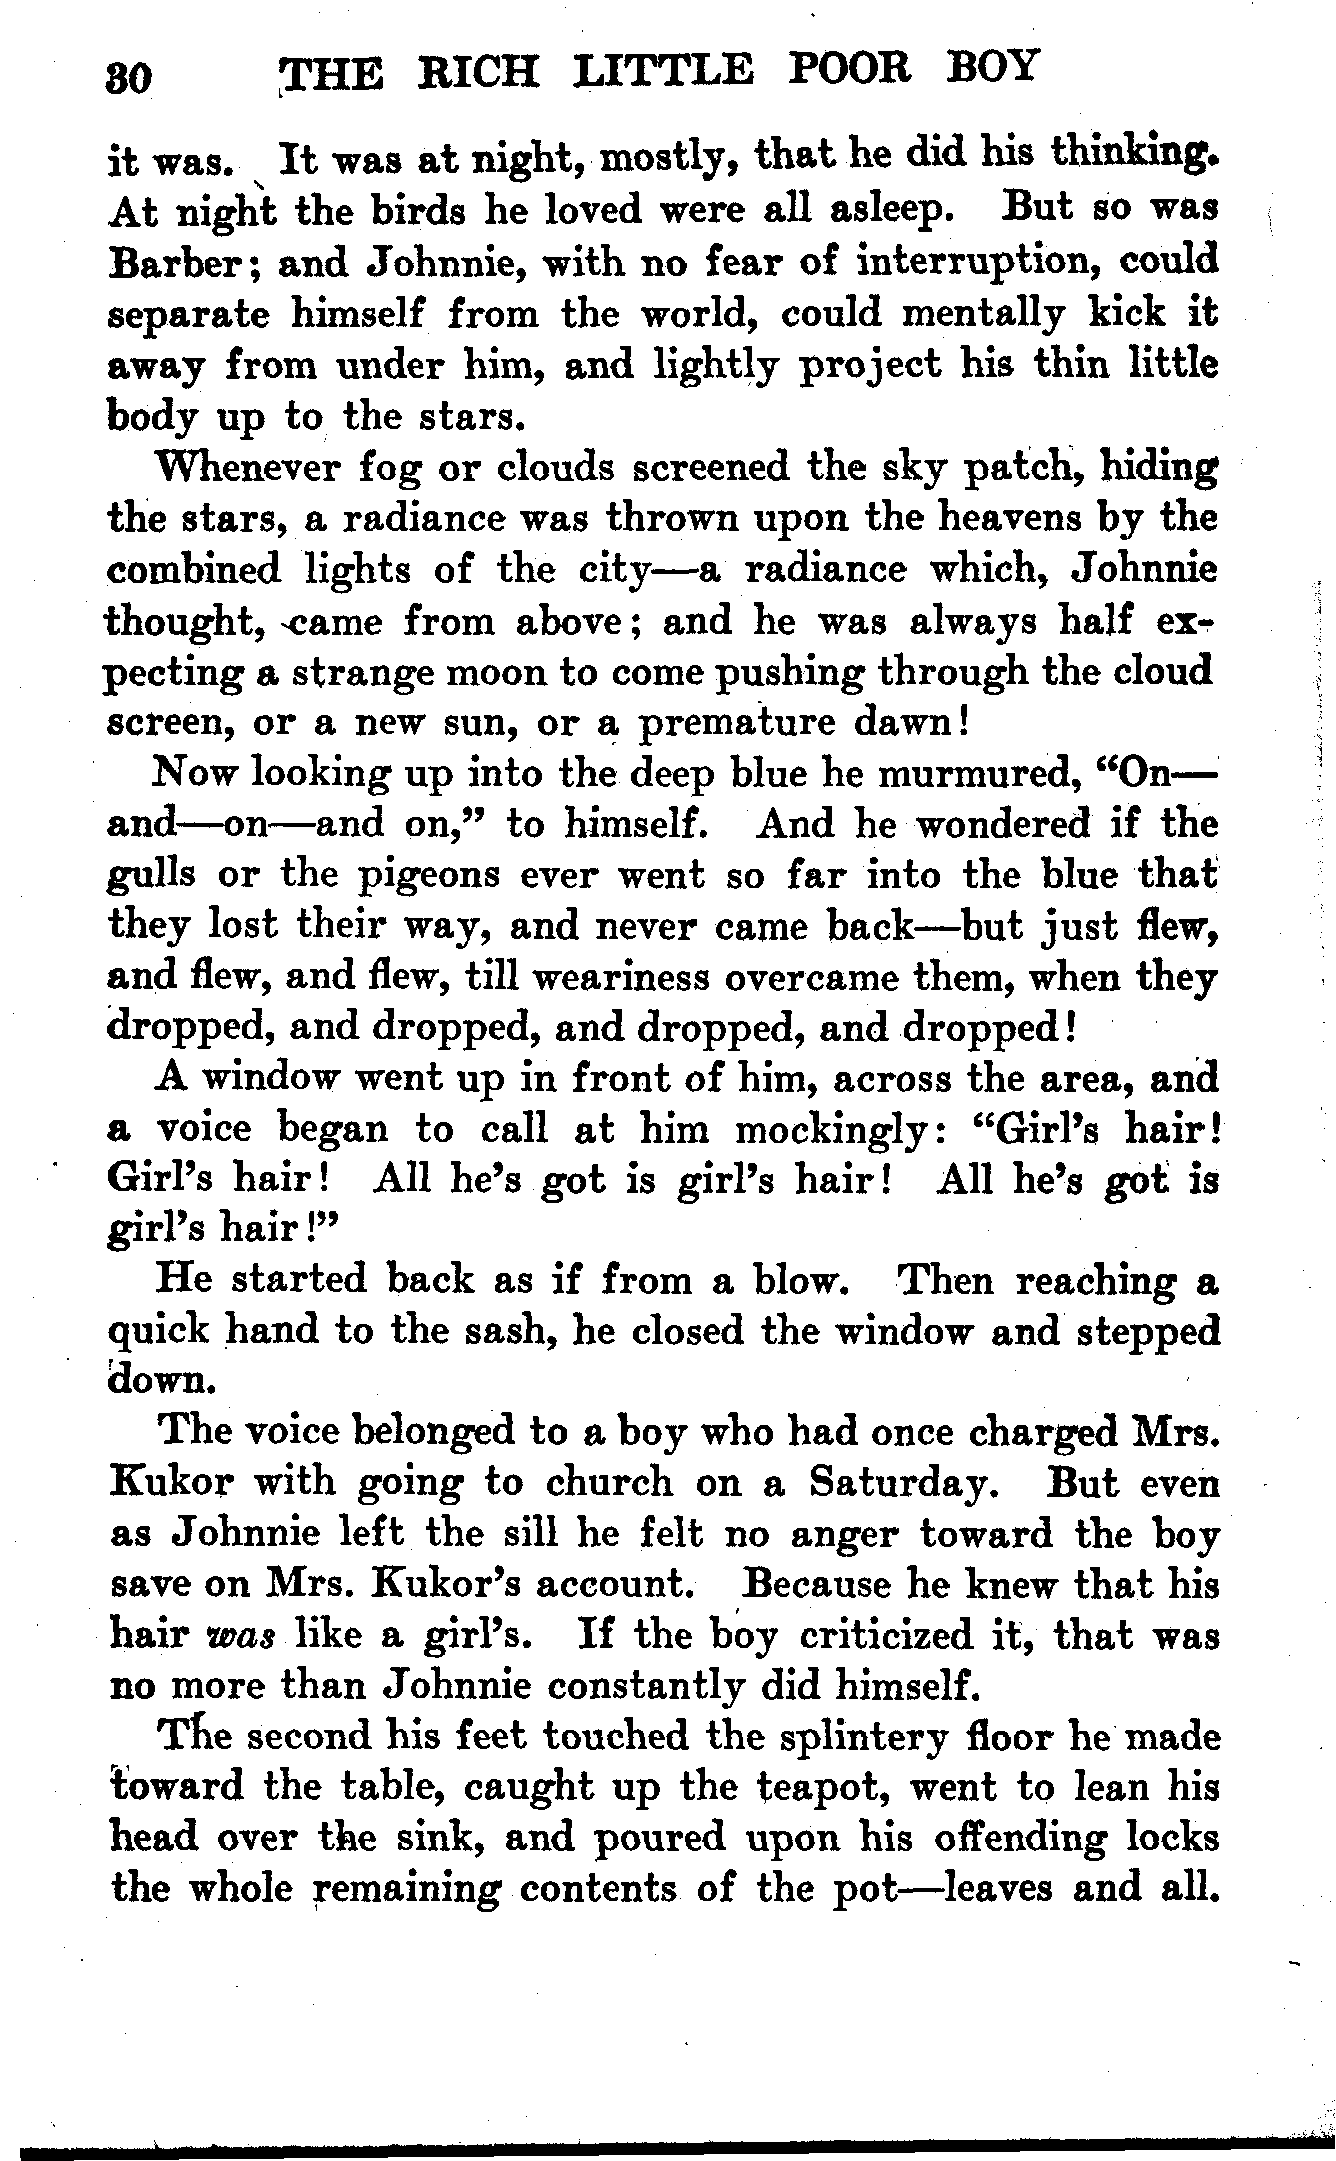 30 THE RICH LITTLE POOR BOY
it was. It was at night, mostly, that he did his thinking.
At night the birds he loved were all asleep. But so was
Barber; and Johnnie, with no fear of interruption, could
separate himself from the world, could mentally kick it
away from under him, and lightly project his thin little
body up to the stars.
Whenever fog or clouds screened the sky patch, hiding
the stars, a radiance was thrown upon the heavens by the
combined lights of the city—a radiance which, Johnnie
thought, came from above; and he was always half ex-
pecting a strange moon to come pushing through the cloud
screen, or a new sun, or a premature dawn!
Now looking up into the deep blue he murmured, “On—
and—on—and on,” to himself. And he wondered if the
gulls or the pigeons ever went so far into the blue that
they lost their way, and never came back—but just flew,
and flew, and flew, till weariness overcame them, when they
dropped, and dropped, and dropped, and dropped!
A window went up in front of him, across the area, and
a voice began to call at him mockingly: “Girl’s hair!
Girl’s hair! All he’s got is girl’s hair! All he’s got is
girl’s hair!”
He started back as if from a blow. Then reaching a
quick hand to the sash, he closed the window and stepped
down.
The voice belonged to a boy who had once charged Mrs.
Kukor with going to church on a Saturday. But even
as Johnnie left the sill he felt no anger toward the boy
save on Mrs. Kukor’s account. Because he knew that his
hair was like a girl’s. If the boy criticized it, that was
no more than Johnnie constantly did himself.
The second his feet touched the splintery floor he made
toward the table, caught up the teapot, went to lean his
head over the sink, and poured upon his offending locks
the whole remaining contents of the pot—leaves and all.